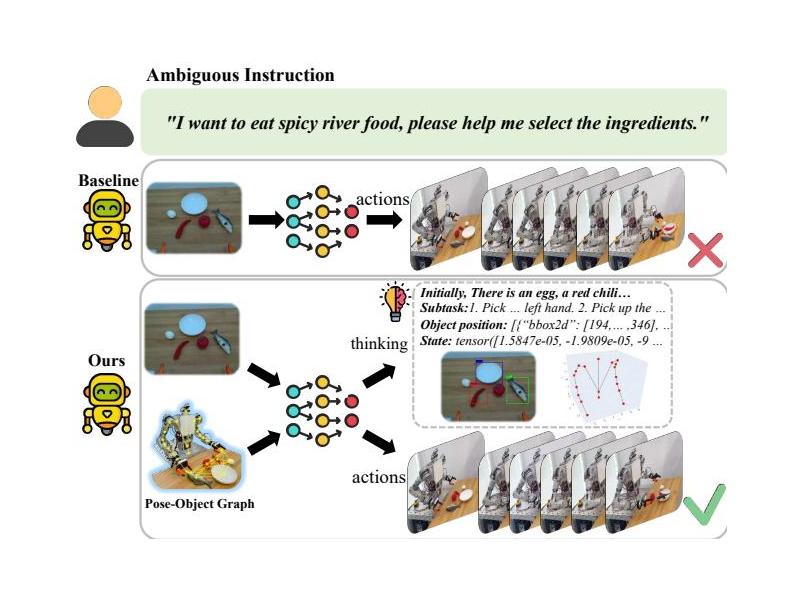 Ambiguous Instruction
"I want to eat spicy river food, please help me select the ingredients."
Baseline
actions
Initially, There is an egg, a red chili…
Subtask:1. Pick … left hand. 2. Pick up the …
Object position: [{“bbox2d”: [194,… ,346], ..
State: tensor([1.5847e-05, -1.9809e-05, -9 …
thinking
Ours
actions
Pose-Object Graph